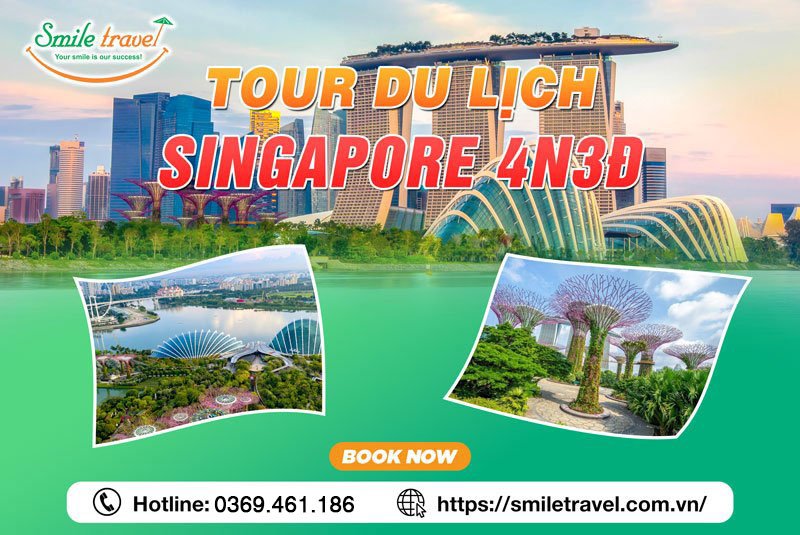 Smile travel
Your smile is our success!
TOUR DU LỊCH
SINGAPORE 4N3Đ
BOOK NOW
Hotline: 0369.461.186
https://smiletravel.com.vn/